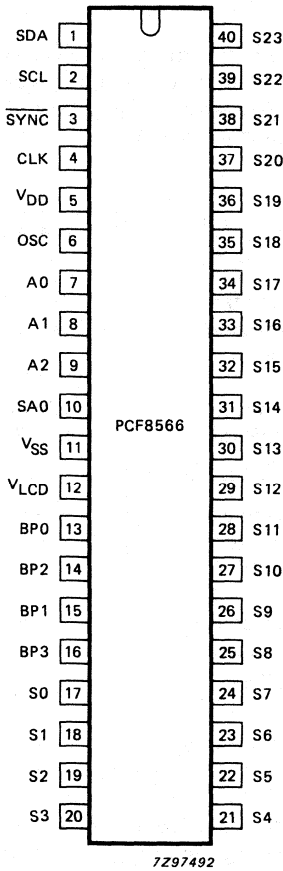 SDA 1 40 S23
SCL 2 39 S22
SYNC 3 38 S21
CLK 4 37 S20
VDD 5 36 S19
OSC 6 35 S18
A0 7 34 S17
A1 8 33 S16
A2 9 32 S15
SA0 10 31 S14
PCF8566
VSS 11 30 S13
VLCD 12 29 S12
BP0 13 28 S11
BP2 14 27 S10
BP1 15 26 S9
BP3 16 25 S8
S0 17 24 S7
S1 18 23 S6
S2 19 22 S5
S3 20 21 S4
7Z97492